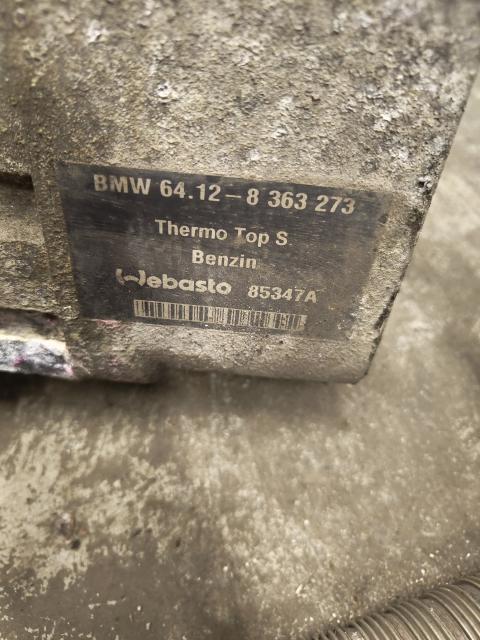 BMW 64.12-8 363 273
Thermo Top S
Benzin
Webasto 85347A